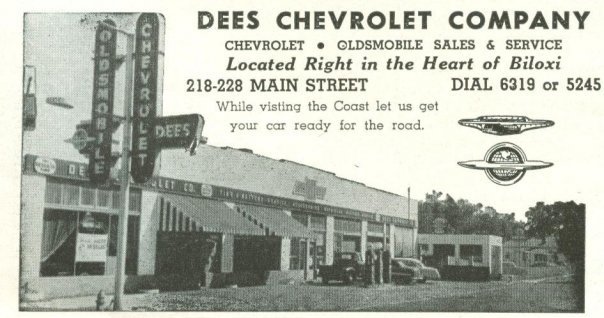 DEES CHEVROLET COMPANY
CHEVROLET • OLDSMOBILE SALES & SERVICE
Located Right in the Heart of Biloxi
218-228 MAIN STREET DIAL 6319 or 5245
While visting the Coast let us get
your car ready for the road.
OLDSMOBILE
CHEVROLET
DEES